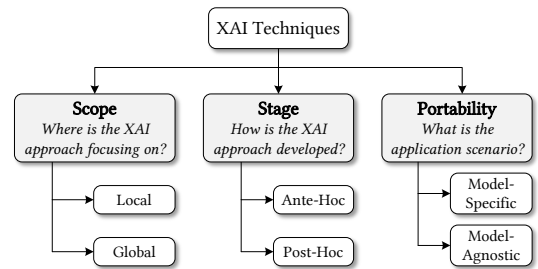 XAI Techniques
Scope
Where is the XAI
approach focusing on?
Local
Global
Stage
How is the XAI
approach developed?
Ante-Hoc
Post-Hoc
Portability
What is the
application scenario?
Model-
Specific
Model-
Agnostic